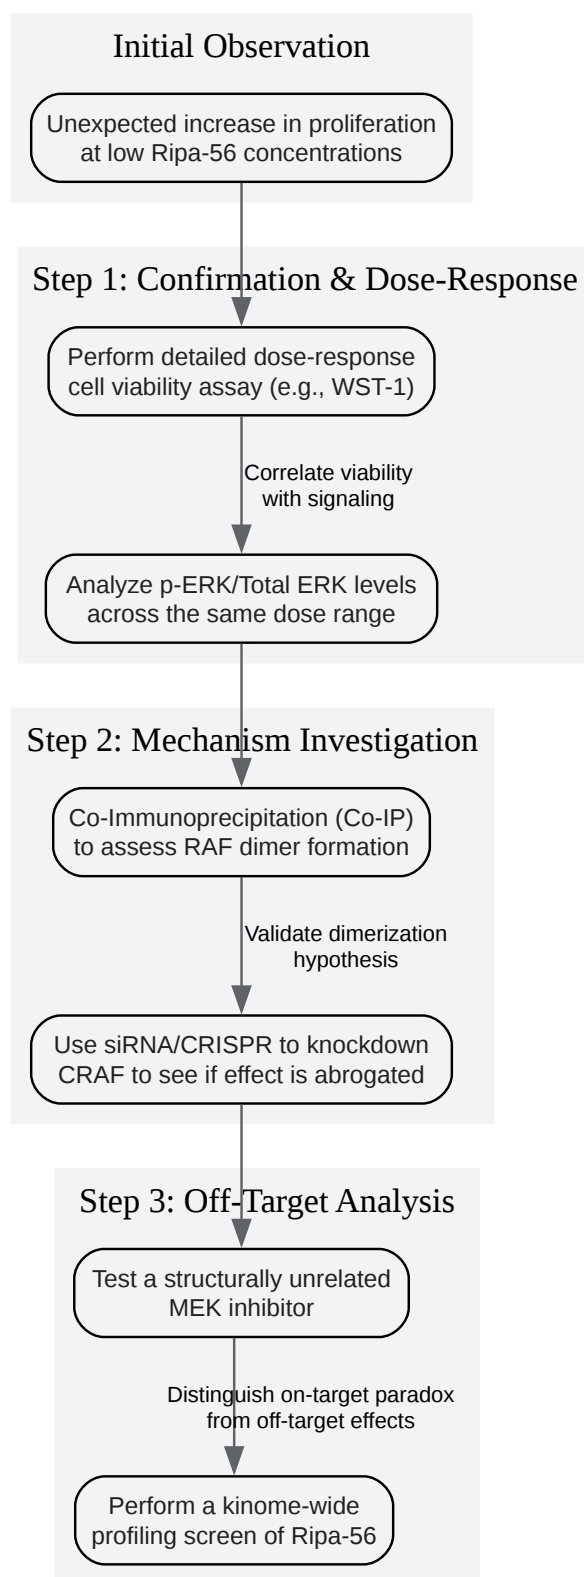 Initial Observation
Unexpected increase in proliferation
at low Ripa-56 concentrations
Step 1: Confirmation & Dose-Response
Perform detailed dose-response
cell viability assay (e.g., WST-1)
Correlate viability
with signaling
Analyze p-ERK/Total ERK levels
across the same dose range
Step 2: Mechanism Investigation
Co-Immunoprecipitation (Co-IP)
to assess RAF dimer formation
Validate dimerization
hypothesis
Use siRNA/CRISPR to knockdown
CRAF to see if effect is abrogated
Step 3: Off-Target Analysis
Test a structurally unrelated
MEK inhibitor
Distinguish on-target paradox
from off-target effects
Perform a kinome-wide
profiling screen of Ripa-56